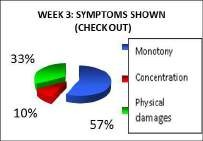 WEEK 3: SYMPTOMS SHOWN
(CHECKOUT)
33%
10%
57%
Monotony
Concentration
Physical
damages